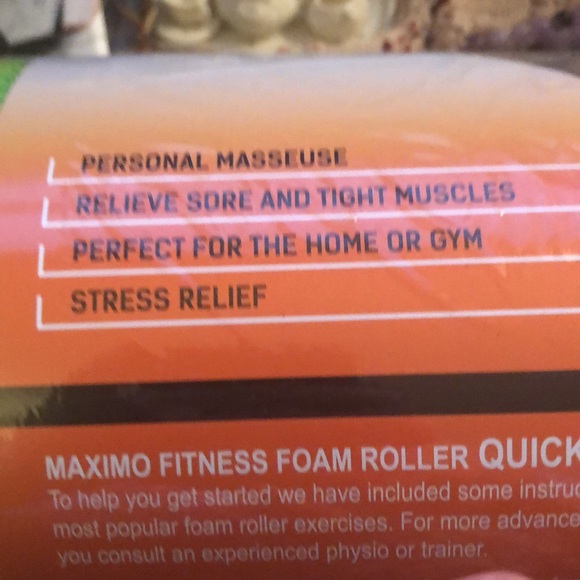 PERSONAL MASSEUSE
RELIEVE SORE AND TIGHT MUSCLES
PERFECT FOR THE HOME OR GYM
STRESS RELIEF
MAXIMO FITNESS FOAM ROLLER QUICK
To help you get started we have included some instruc
most popular foam roller exercises. For more advance
you consult an experienced physio or trainer.